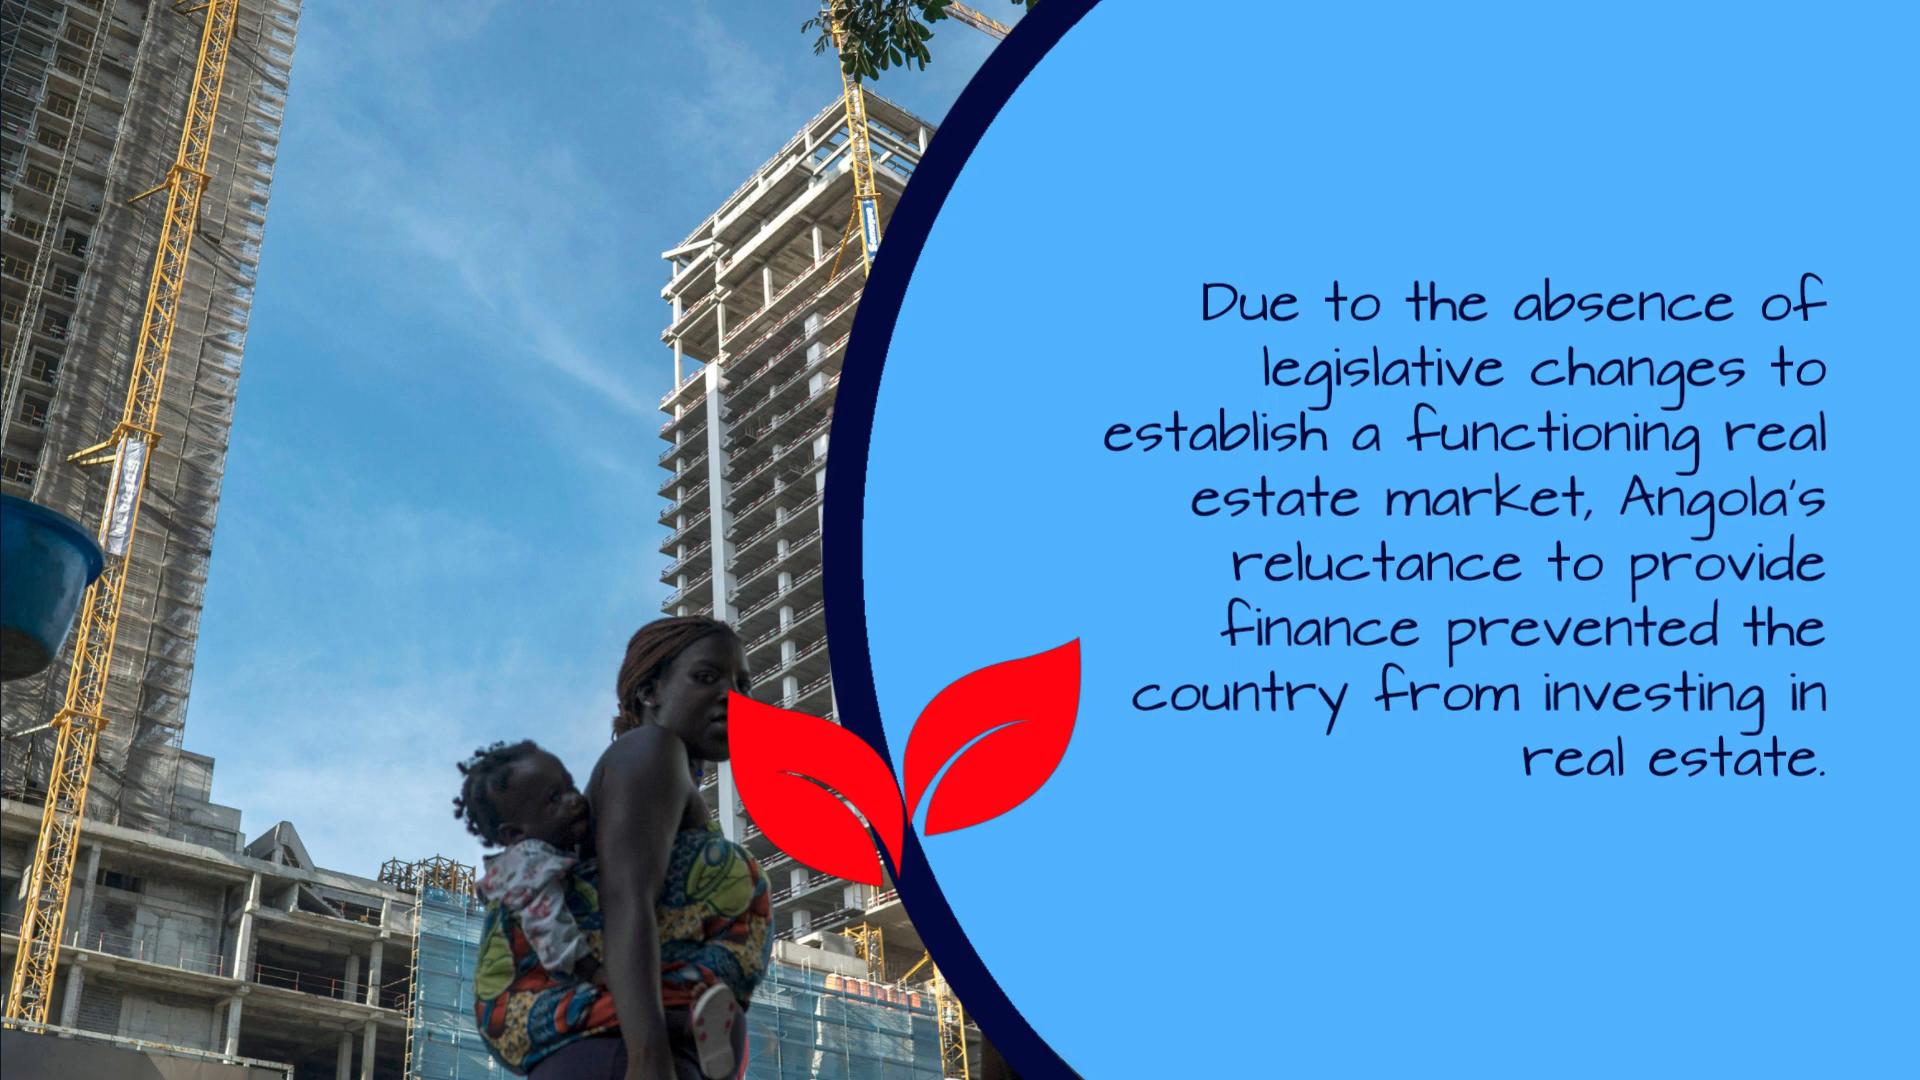 Due to the absence of
legislative changes to
establish a functioning real
estate market, Angola's
reluctance to provide
finance prevented the
country from investing in
real estate.